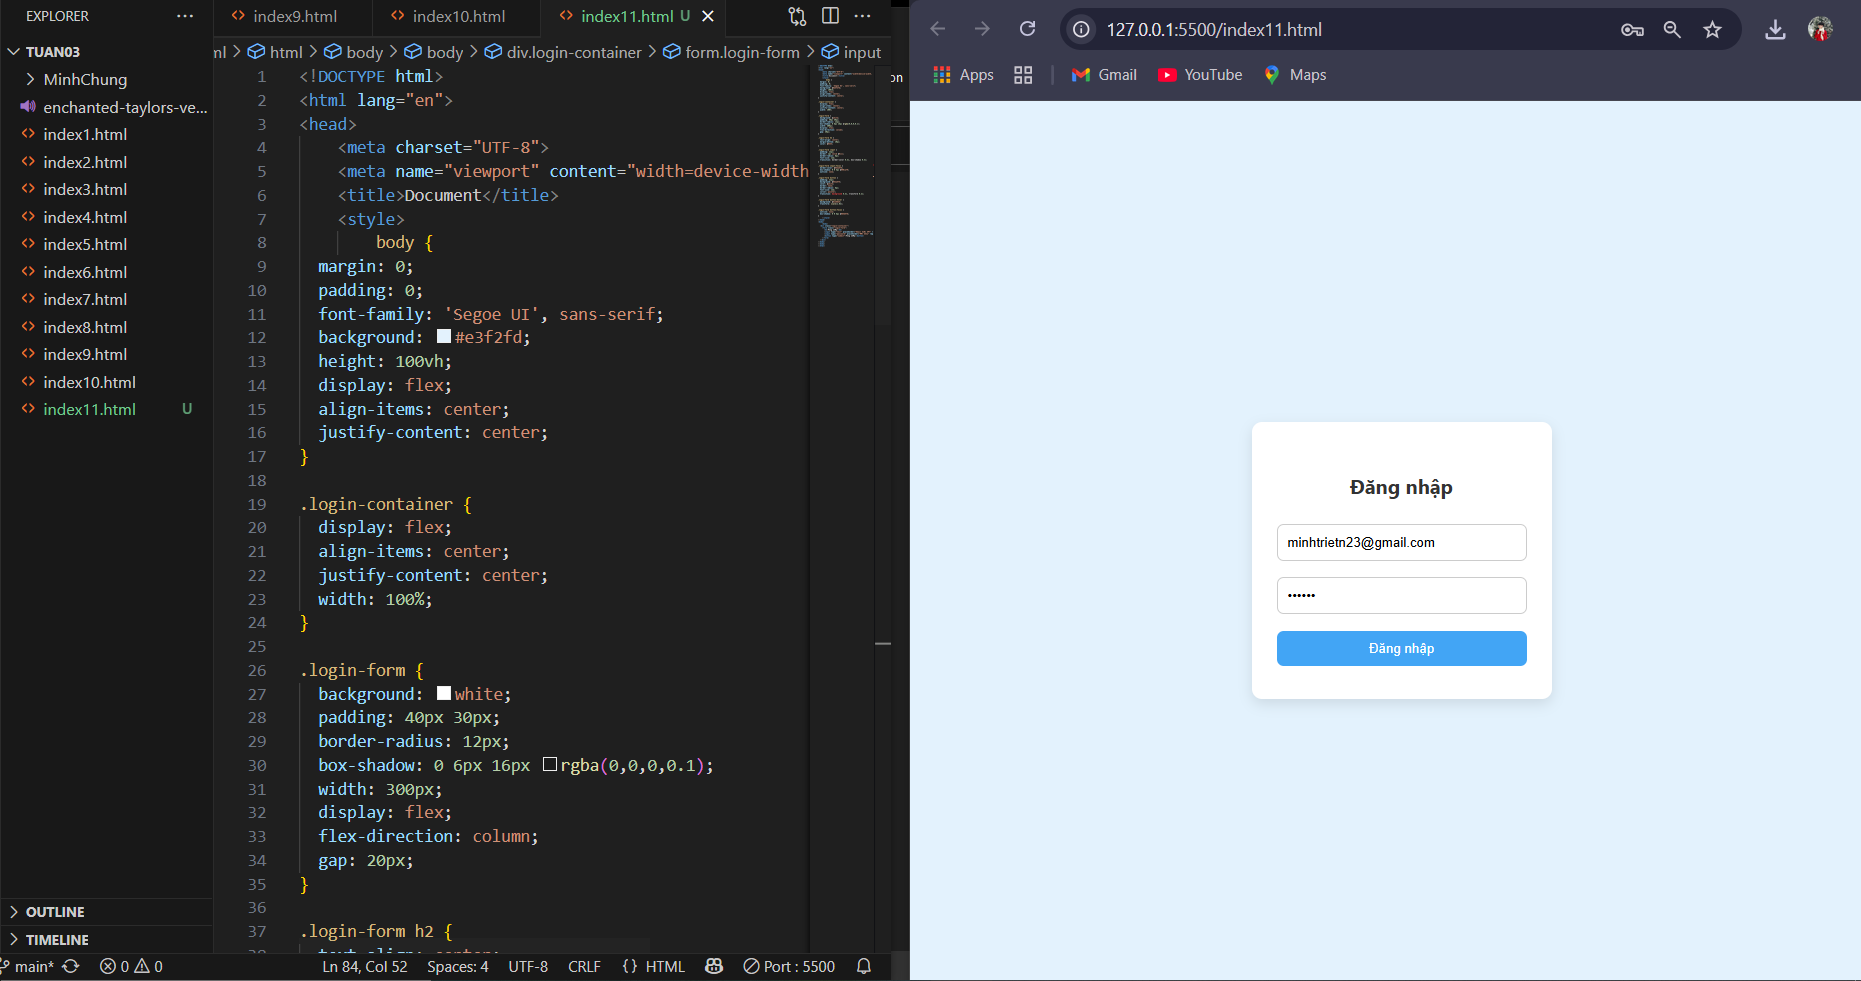 EXPLORER
TUAN03
MinhChung
enchanted-taylors-ve...
index1.html
index2.html
index3.html
index4.html
index5.html
index6.html
index7.html
index8.html
index9.html
index10.html
index11.html U
OUTLINE
TIMELINE
index9.html index10.html index11.html U
ml > html > body > body > div.login-container > form.login-form > input
1 <!DOCTYPE html>
2 <html lang="en">
3 <head>
4 <meta charset="UTF-8">
5 <meta name="viewport" content="width=device-width
6 <title>Document</title>
7 <style>
8 body {
9 margin: 0;
10 padding: 0;
11 font-family: 'Segoe UI', sans-serif;
12 background: #e3f2fd;
13 height: 100vh;
14 display: flex;
15 align-items: center;
16 justify-content: center;
17 }
18
19 .login-container {
20 display: flex;
21 align-items: center;
22 justify-content: center;
23 width: 100%;
24 }
25
26 .login-form {
27 background: white;
28 padding: 40px 30px;
29 border-radius: 12px;
30 box-shadow: 0 6px 16px rgba(0,0,0,0.1);
31 width: 300px;
32 display: flex;
33 flex-direction: column;
34 gap: 20px;
35 }
36
37 .login-form h2 {
on
main* 0 0 Ln 84, Col 52 Spaces: 4 UTF-8 CRLF {} HTML Port : 5500
127.0.0.1:5500/index11.html
Apps Gmail YouTube Maps
Đăng nhập
minhtrietn23@gmail.com
••••••
Đăng nhập